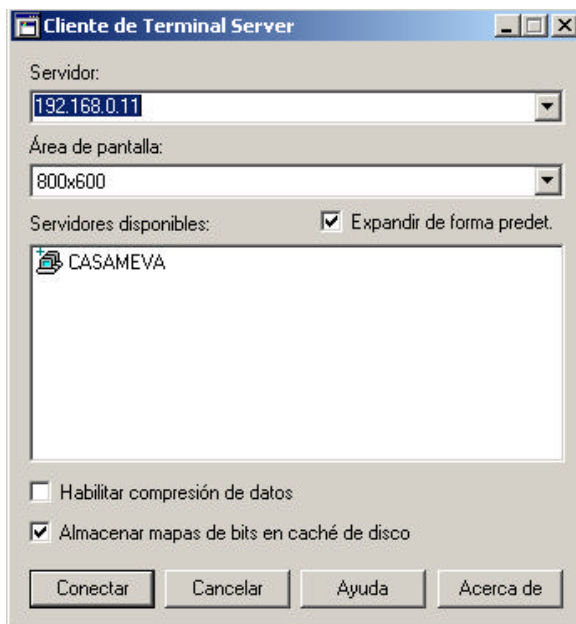 Cliente de Terminal Server
Servidor:
192.168.0.11
Área de pantalla:
800x600
Servidores disponibles:
Expandir de forma predet.
CASAMEVA
Habilitar compresión de datos
Almacenar mapas de bits en caché de disco
Conectar
Cancelar
Ayuda
Acerca de